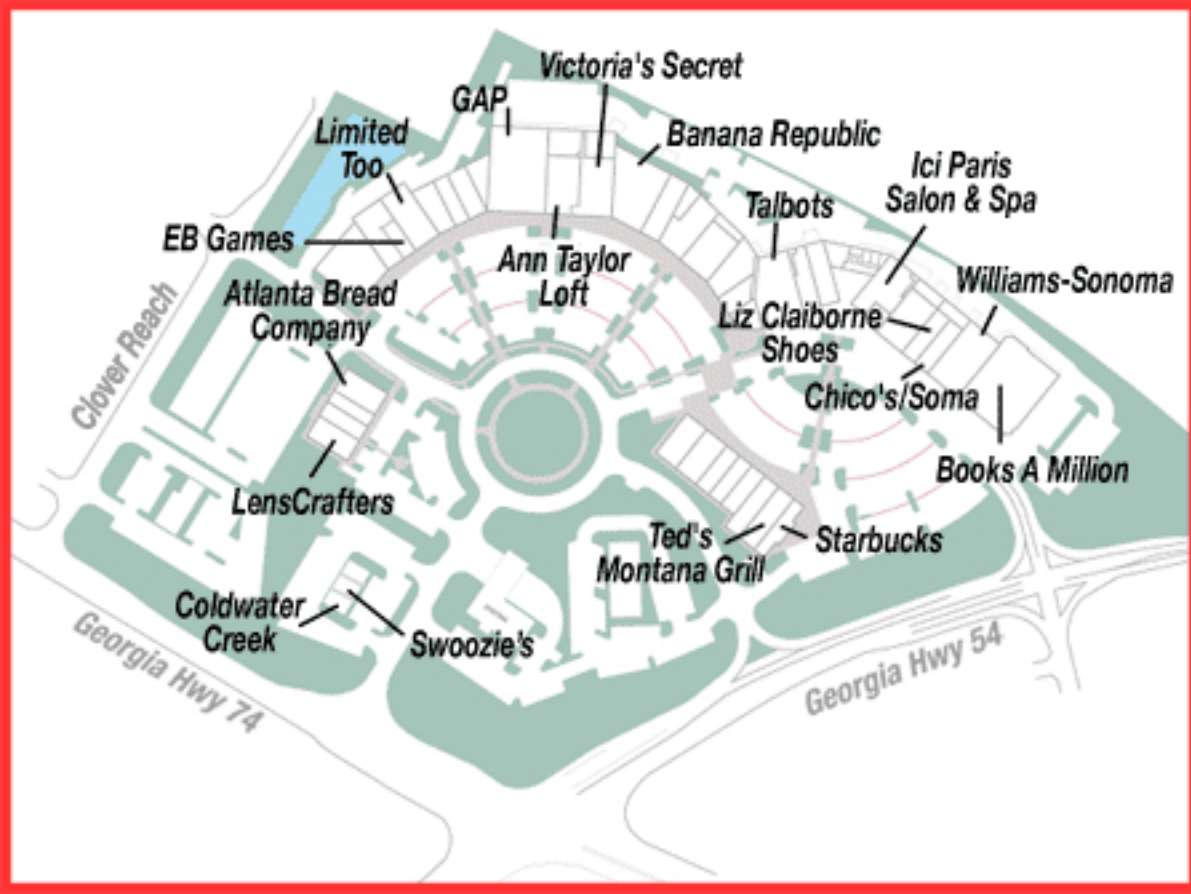 Victoria's Secret
GAP
Limited
Too
Banana Republic
Ici Paris
Salon & Spa
Talbots
EB Games
Ann Taylor
Loft
Williams-Sonoma
Atlanta Bread
Company
Liz Claiborne
Shoes
Clover Reach
Chico's/Soma
Books A Million
LensCrafters
Ted's
Montana Grill
Starbucks
Coldwater
Creek
Swoozie's
Georgia Hwy 74
Georgia Hwy 54